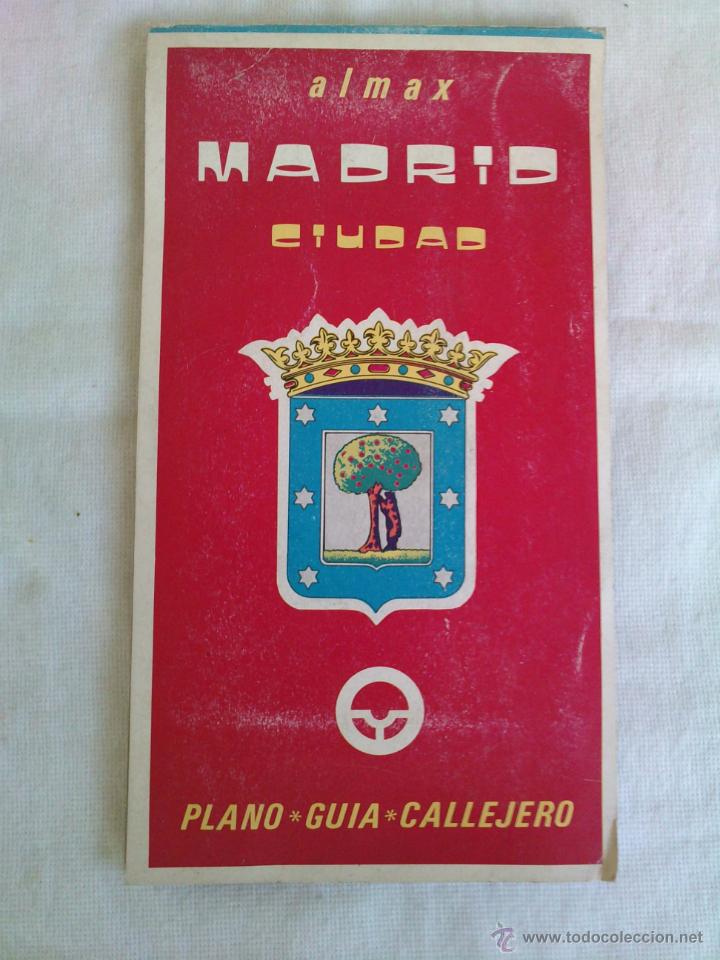 almax
MADRID
CIUDAD
PLANO * GUIA * CALLEJERO
© www.todocoleccion.net